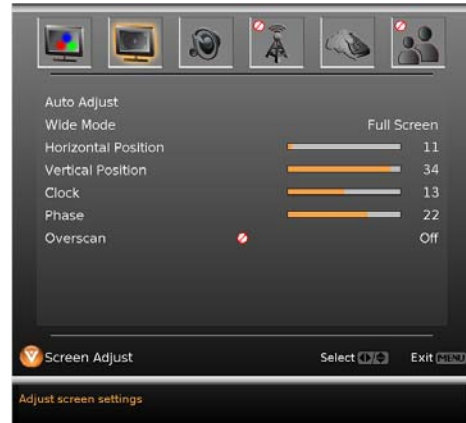 Auto Adjust
Wide Mode Full Screen
Horizontal Position 11
Vertical Position 34
Clock 13
Phase 22
Overscan Off
V Screen Adjust Select Exit MENU
Adjust screen settings